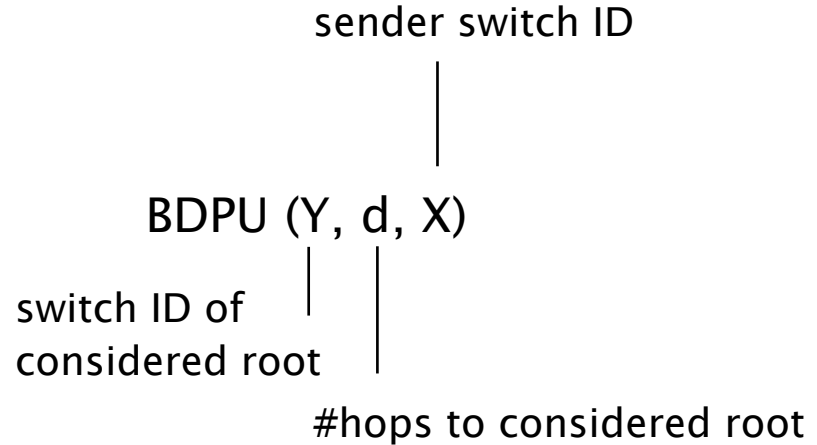 sender switch ID
BDPU (Y, d, X)
switch ID of
considered root
#hops to considered root